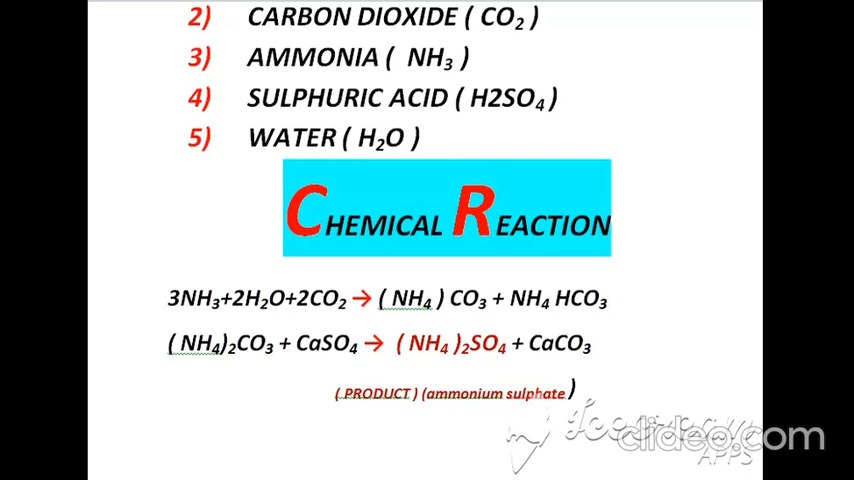 2) CARBON DIOXIDE ( CO₂ )
3) AMMONIA ( NH₃ )
4) SULPHURIC ACID ( H2SO₄ )
5) WATER ( H₂O )
CHEMICAL REACTION
3NH₃+2H₂O+2CO₂ → ( NH₄ ) CO₃ + NH₄ HCO₃
( NH₄)₂CO₃ + CaSO₄ → ( NH₄ )₂SO₄ + CaCO₃
( PRODUCT ) (ammonium sulphate )
clideo.com
APPS